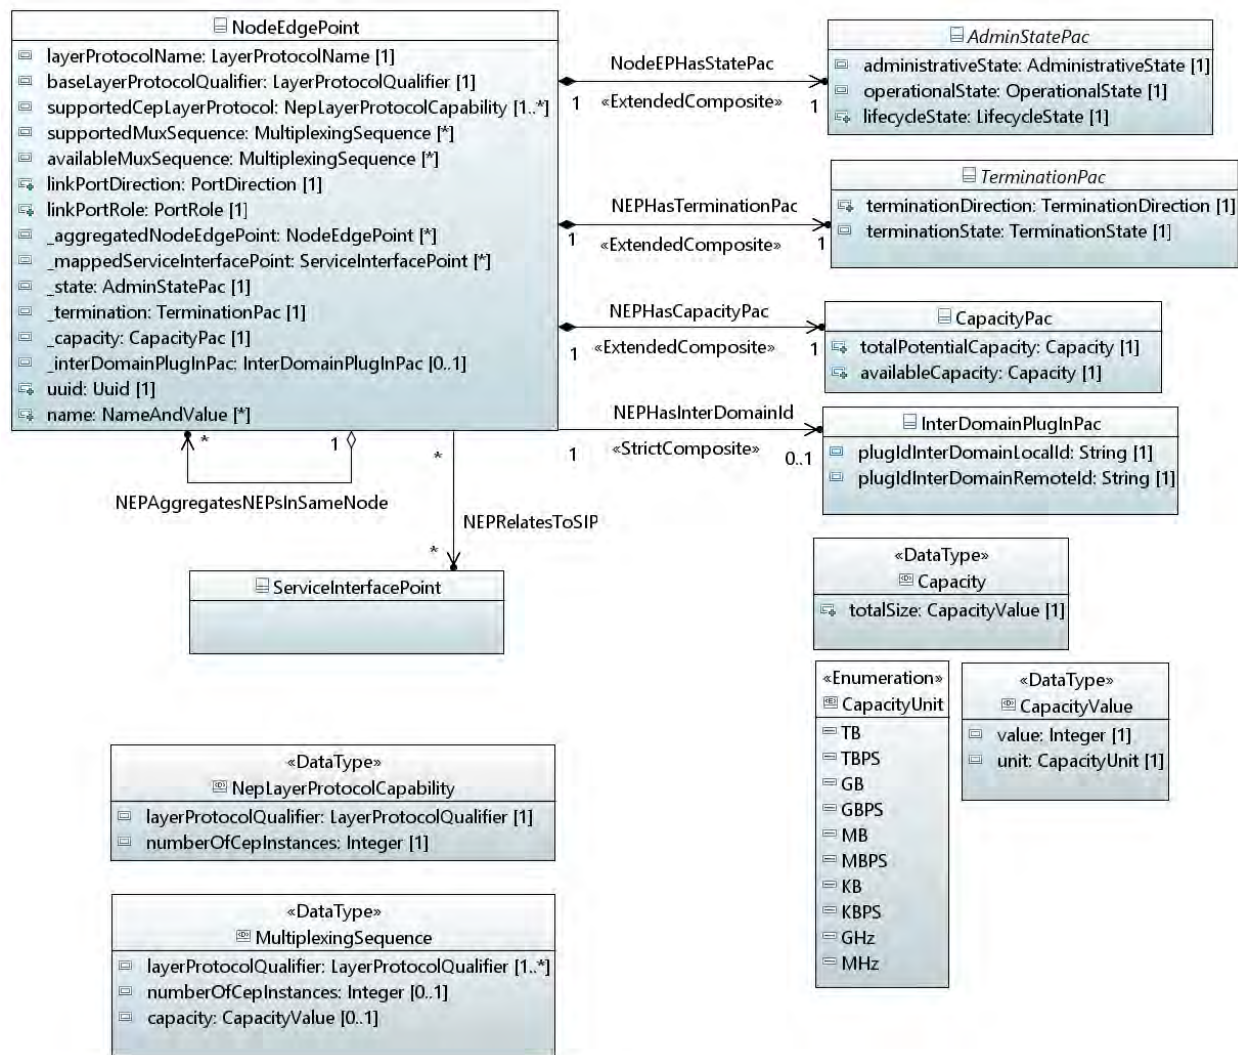 NodeEdgePoint
layerProtocolName: LayerProtocolName [1]
baseLayerProtocolQualifier: LayerProtocolQualifier [1]
supportedCepLayerProtocol: NepLayerProtocolCapability [1..*]
supportedMuxSequence: MultiplexingSequence [*]
availableMuxSequence: MultiplexingSequence [*]
linkPortDirection: PortDirection [1]
linkPortRole: PortRole [1]
_aggregatedNodeEdgePoint: NodeEdgePoint [*]
_mappedServiceInterfacePoint: ServiceInterfacePoint [*]
_state: AdminStatePac [1]
_termination: TerminationPac [1]
_capacity: CapacityPac [1]
_interDomainPlugInPac: InterDomainPlugInPac [0..1]
uuid: Uuid [1]
name: NameAndValue [*]
NodeEPHasStatePac
1 «ExtendedComposite» 1
AdminStatePac
administrativeState: AdministrativeState [1]
operationalState: OperationalState [1]
lifecycleState: LifecycleState [1]
NEPHasTerminationPac
1 «ExtendedComposite» 1
TerminationPac
terminationDirection: TerminationDirection [1]
terminationState: TerminationState [1]
NEPHasCapacityPac
1 «ExtendedComposite» 1
CapacityPac
totalPotentialCapacity: Capacity [1]
availableCapacity: Capacity [1]
NEPHasInterDomainId
1 «StrictComposite» 0..1
InterDomainPlugInPac
plugIdInterDomainLocalId: String [1]
plugIdInterDomainRemoteId: String [1]
* 1 *
NEPAggregatesNEPsInSameNode
NEPRelatesToSIP
*
ServiceInterfacePoint
«DataType»
Capacity
totalSize: CapacityValue [1]
«Enumeration»
CapacityUnit
TB
TBPS
GB
GBPS
MB
MBPS
KB
KBPS
GHz
MHz
«DataType»
CapacityValue
value: Integer [1]
unit: CapacityUnit [1]
«DataType»
NepLayerProtocolCapability
layerProtocolQualifier: LayerProtocolQualifier [1]
numberOfCepInstances: Integer [1]
«DataType»
MultiplexingSequence
layerProtocolQualifier: LayerProtocolQualifier [1..*]
numberOfCepInstances: Integer [0..1]
capacity: CapacityValue [0..1]